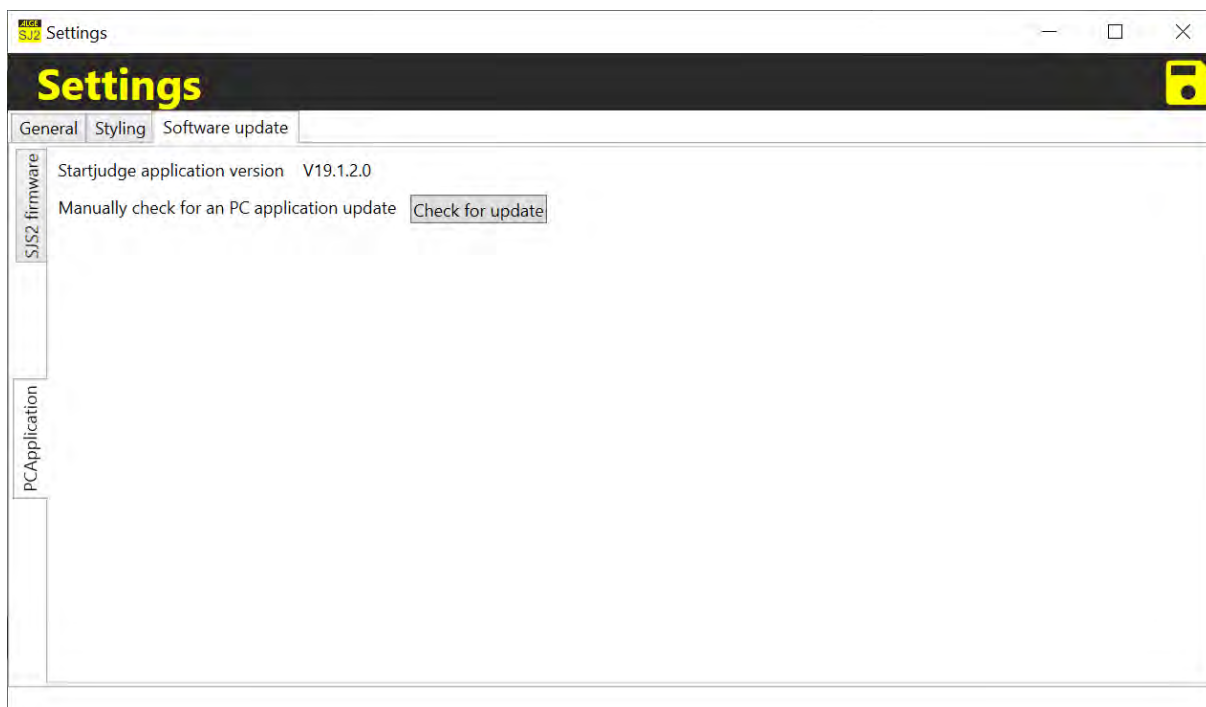 ALGE
SJ2 Settings
Settings
General Styling Software update
SJS2 firmware
Startjudge application version V19.1.2.0
Manually check for an PC application update Check for update
PCApplication